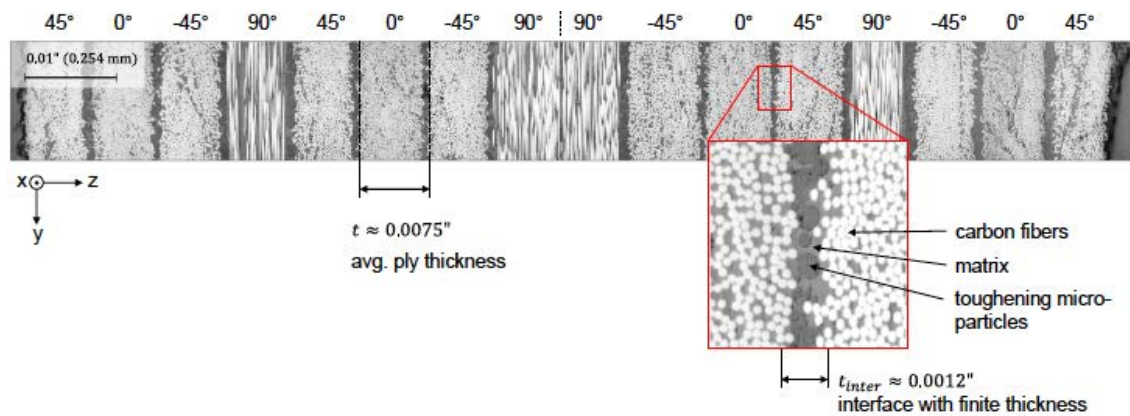 45° 0° -45° 90° 45° 0° -45° 90° 90° -45° 0° 45° 90° -45° 0° 45°
0.01" (0.254 mm)
x z
y
t ≈ 0.0075"
avg. ply thickness
carbon fibers
matrix
toughening micro-
particles
t_inter ≈ 0.0012"
interface with finite thickness